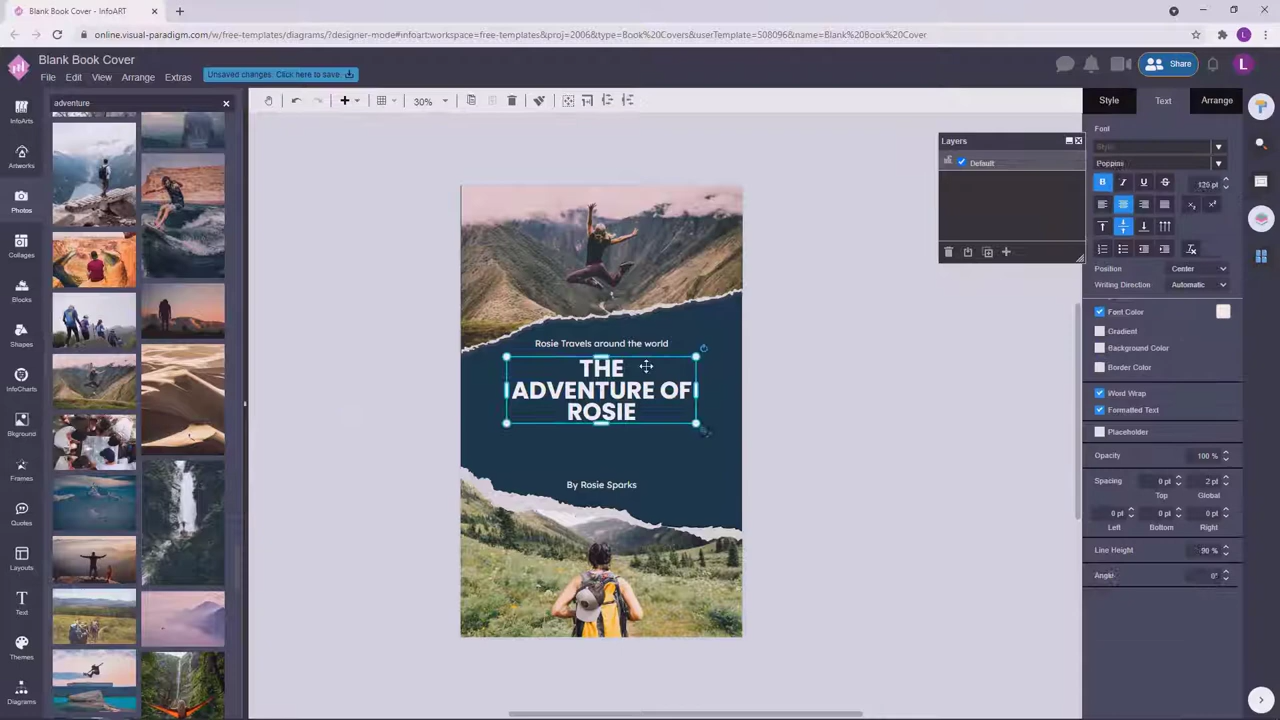 Blank Book Cover - InfoART
online.visual-paradigm.com/w/free-templates/diagrams/?designer-mode#infoart:workspace=free-templates&proj=2006&type=Book%20Covers&userTemplate=508096&name=Blank%20Book%20Cover
Blank Book Cover
File Edit View Arrange Extras
Unsaved changes. Click here to save.
Share
L
adventure
30%
Style Text Arrange
InfoArts
Artworks
Photos
Collages
Blocks
Shapes
InfoCharts
Bkground
Frames
Quotes
Layouts
Text
Themes
Diagrams
Rosie Travels around the world
THE
ADVENTURE OF
ROSIE
By Rosie Sparks
Layers
Default
Font
Style
Poppins
B I U S 125 pt
Position Center
Writing Direction Automatic
Font Color
Gradient
Background Color
Border Color
Word Wrap
Formatted Text
Placeholder
Opacity 100 %
Spacing 0 pt 2 pt
Top Global
0 pt 0 pt 0 pt
Left Bottom Right
Line Height 90 %
Angle 0°